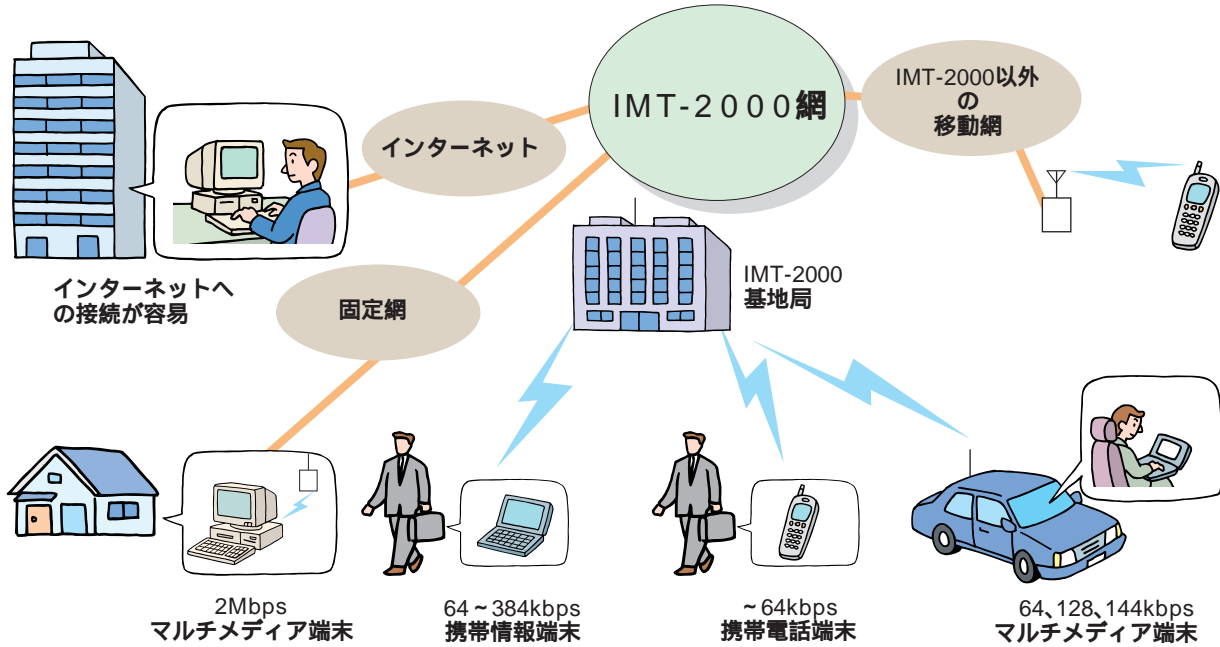 IMT-2000網
IMT-2000以外
の
移動網
インターネット
インターネットへ
の接続が容易
固定網
IMT-2000
基地局
2Mbps
マルチメディア端末
64～384kbps
携帯情報端末
～64kbps
携帯電話端末
64、128、144kbps
マルチメディア端末